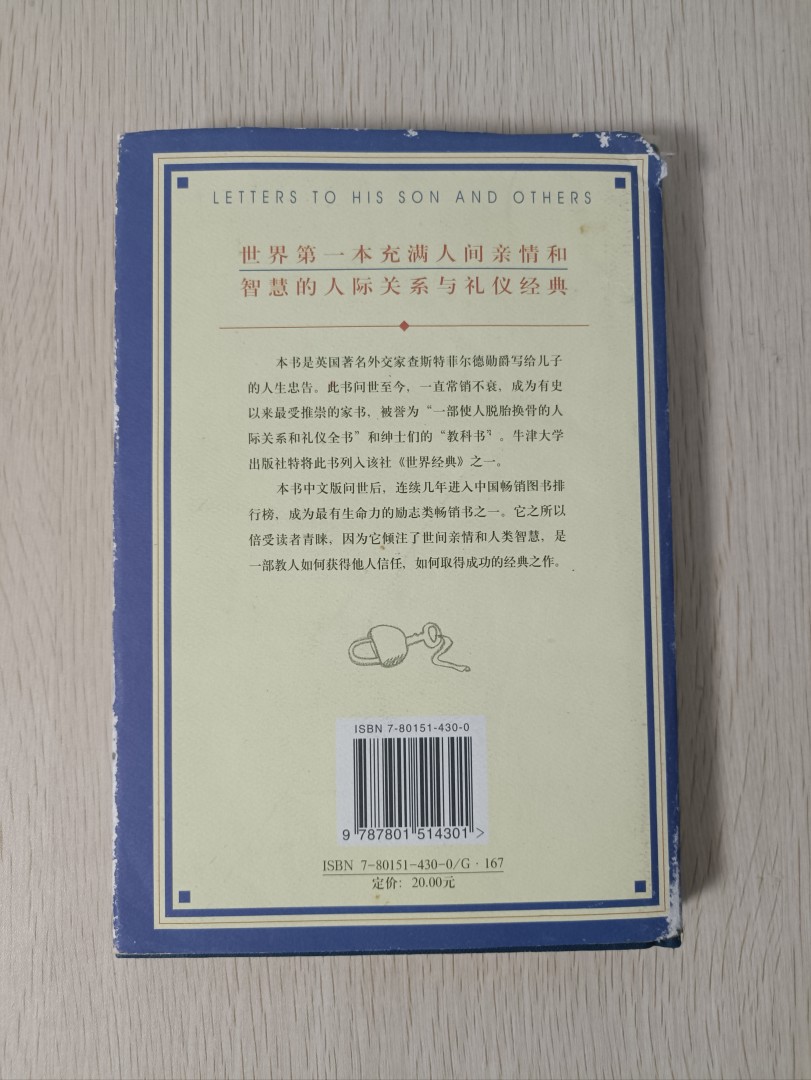 LETTERS TO HIS SON AND OTHERS
世界第一本充满人间亲情和
智慧的人际关系与礼仪经典
本书是英国著名外交家查斯特菲尔德勋爵写给儿子
的人生忠告。此书问世至今，一直常销不衰，成为有史
以来最受推崇的家书，被誉为“一部使人脱胎换骨的人
际关系和礼仪全书”和绅士们的“教科书”。牛津大学
出版社特将此书列入该社《世界经典》之一。
本书中文版问世后，连续几年进入中国畅销图书排
行榜，成为最有生命力的励志类畅销书之一。它之所以
倍受读者青睐，因为它倾注了世间亲情和人类智慧，是
一部教人如何获得他人信任，如何取得成功的经典之作。
ISBN 7-80151-430-0
9 787801 514301 >
ISBN 7-80151-430-0/G·167
定价：20.00元